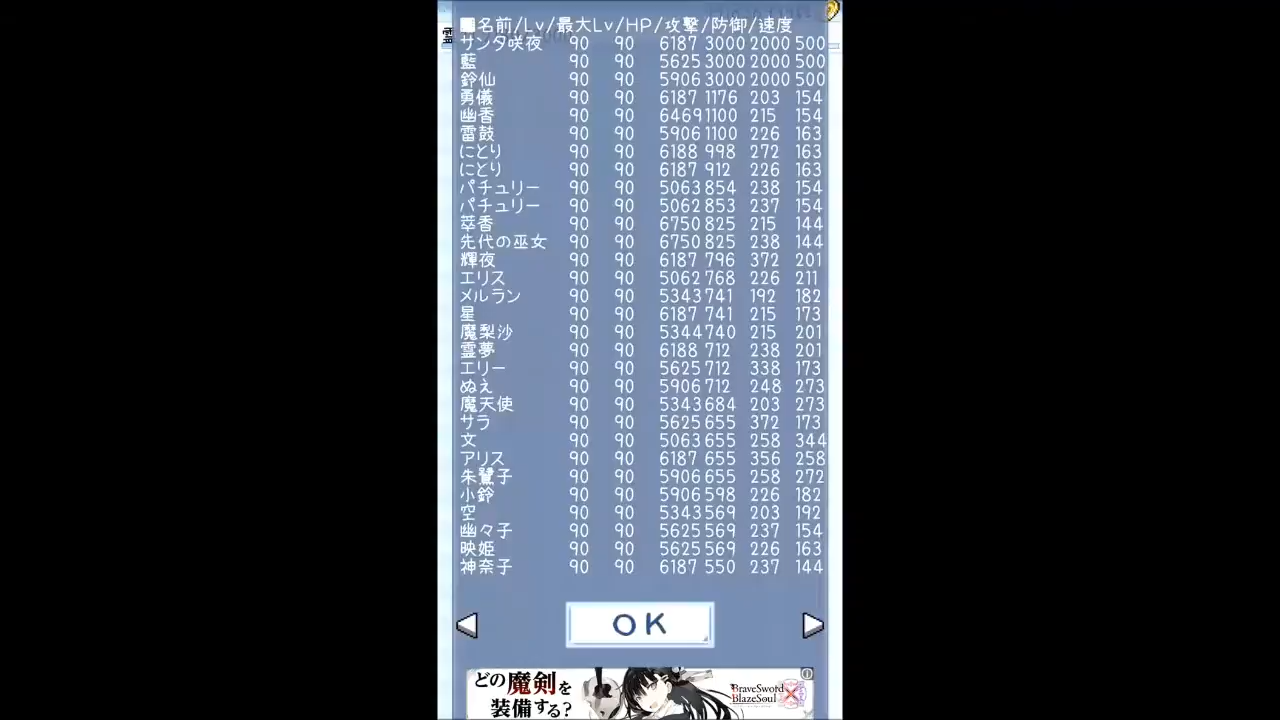 ■名前/Lv/最大Lv/HP/攻撃/防御/速度
サンタ咲夜 90 90 6187 3000 2000 500
藍 90 90 5625 3000 2000 500
鈴仙 90 90 5906 3000 2000 500
勇儀 90 90 6187 1176 203 154
幽香 90 90 6469 1100 215 154
雷鼓 90 90 5906 1100 226 163
にとり 90 90 6188 998 272 163
にとり 90 90 6187 912 226 163
パチュリー 90 90 5063 854 238 154
パチュリー 90 90 5062 853 237 154
萃香 90 90 6750 825 215 144
先代の巫女 90 90 6750 825 238 144
輝夜 90 90 6187 796 372 201
エリス 90 90 5062 768 226 211
メルラン 90 90 5343 741 192 182
星 90 90 6187 741 215 173
魔梨沙 90 90 5344 740 215 201
霊夢 90 90 6188 712 238 201
エリー 90 90 5625 712 338 173
ぬえ 90 90 5906 712 248 273
魔天使 90 90 5343 684 203 273
サラ 90 90 5625 655 372 173
文 90 90 5063 655 258 344
アリス 90 90 6187 655 356 258
朱鷺子 90 90 5906 655 258 272
小鈴 90 90 5906 598 226 182
空 90 90 5343 569 203 192
幽々子 90 90 5625 569 237 154
映姫 90 90 5625 569 226 163
神奈子 90 90 6187 550 237 144
OK
どの魔剣を
装備する?
BraveSword
BlazeSoul